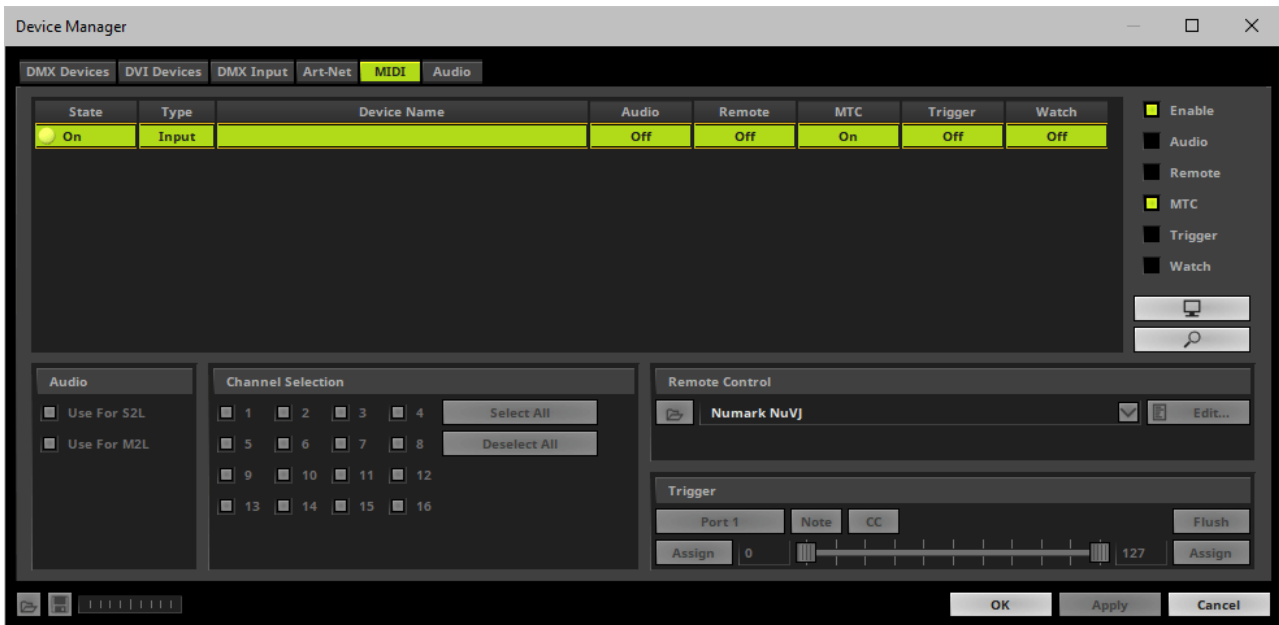 Device Manager
DMX Devices DVI Devices DMX Input Art-Net MIDI Audio
State Type Device Name Audio Remote MTC Trigger Watch
On Input Off Off On Off Off
Enable
Audio
Remote
MTC
Trigger
Watch
Audio
Use For S2L
Use For M2L
Channel Selection
1 2 3 4 Select All
5 6 7 8 Deselect All
9 10 11 12
13 14 15 16
Remote Control
Numark NuVJ Edit...
Trigger
Port 1 Note CC Flush
Assign 0 127 Assign
OK Apply Cancel